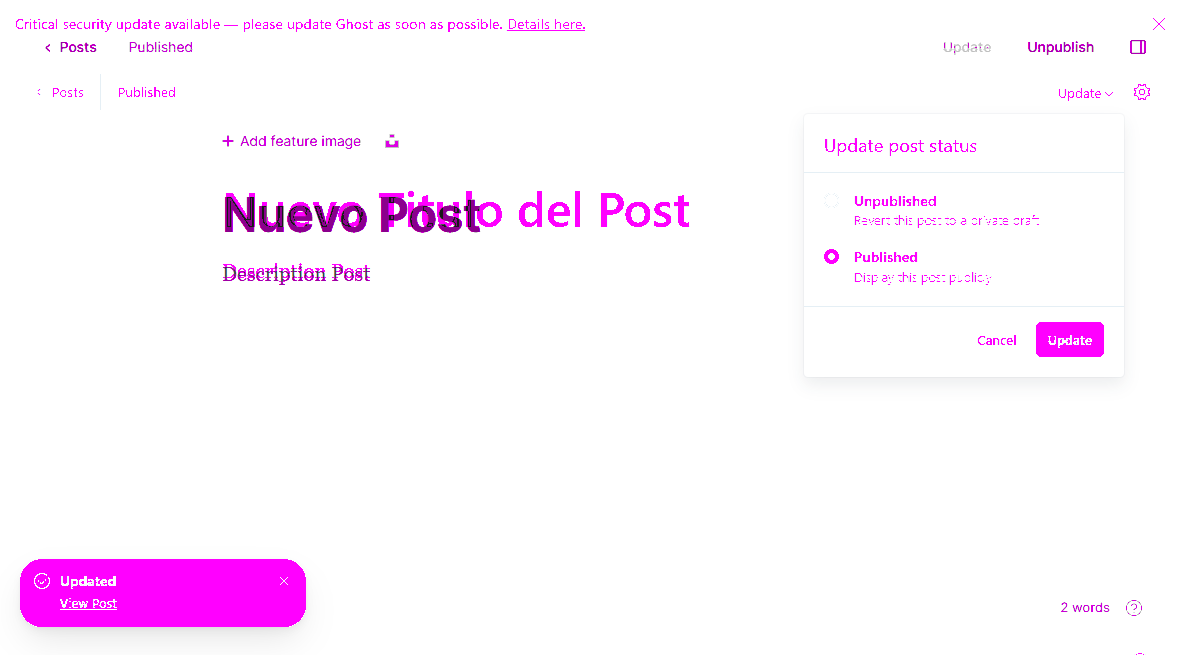 Critical security update available — please update Ghost as soon as possible. Details here.
Posts Published Update Unpublish
Posts Published Update
Add feature image
Update post status
Nuevo Titulo del Post
Nuevo Post
Unpublished
Revert this post to a private draft
Description Post
Description Post
Published
Display this post publicly
Cancel Update
Updated
View Post
2 words